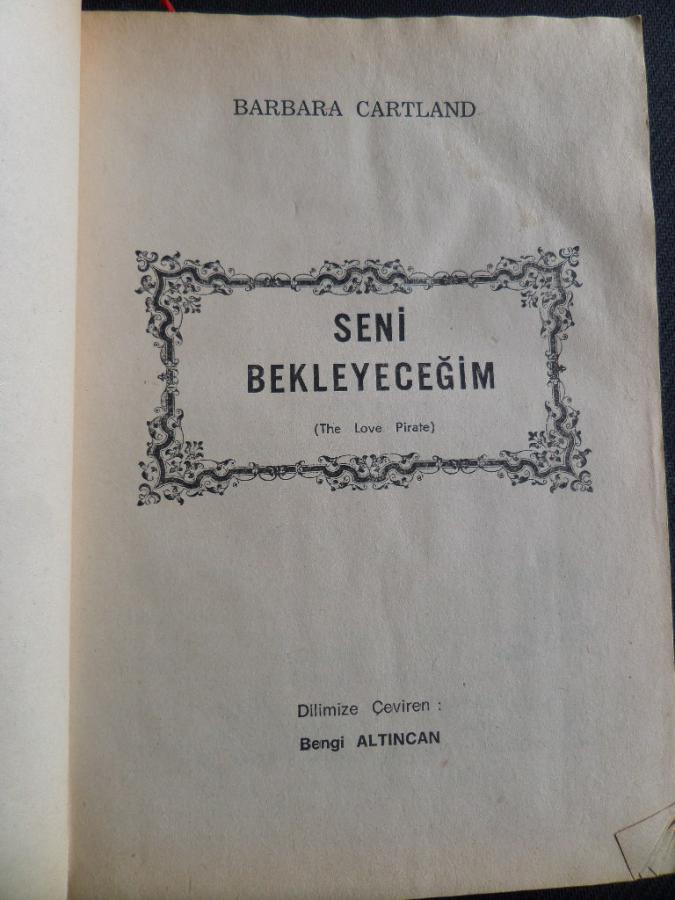 BARBARA CARTLAND
SENİ
BEKLEYECEĞİM
(The Love Pirate)
Dilimize Çeviren :
Bengi ALTINCAN